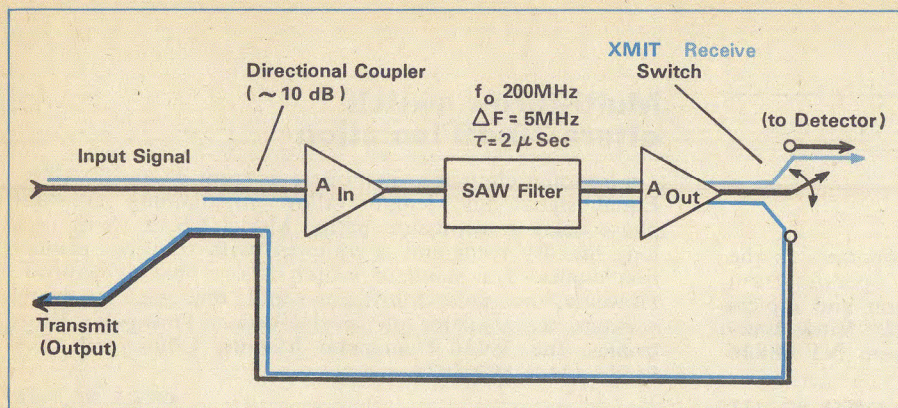 XMIT Receive
Switch
Directional Coupler
(~10 dB)
f₀ 200MHz
ΔF = 5MHz
τ = 2 μSec
(to Detector)
Input Signal
A In
SAW Filter
A Out
Transmit
(Output)